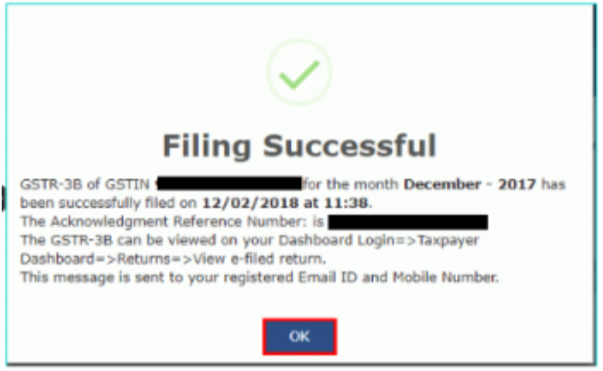 Filing Successful
GSTR-3B of GSTIN for the month December - 2017 has
been successfully filed on 12/02/2018 at 11:38.
The Acknowledgment Reference Number: is
The GSTR-3B can be viewed on your Dashboard Login=>Taxpayer
Dashboard=>Returns=>View e-filed return.
This message is sent to your registered Email ID and Mobile Number.
OK